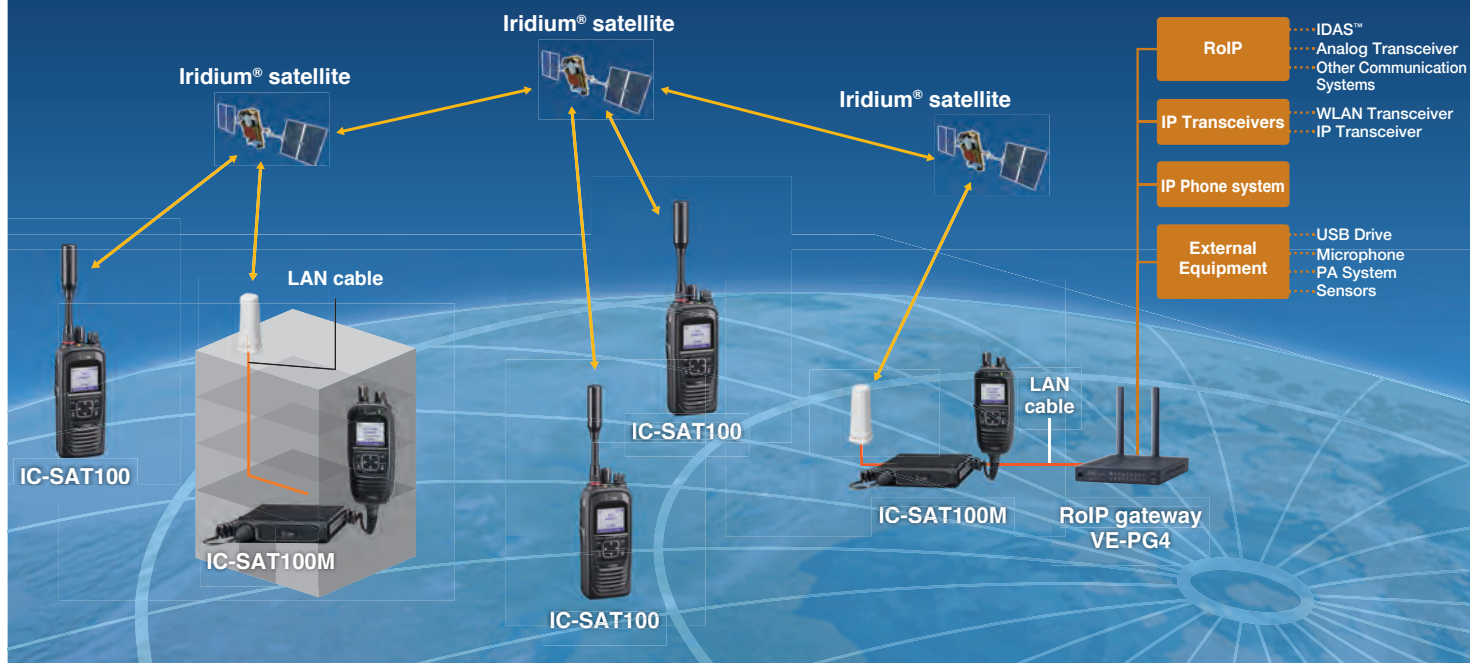 Iridium® satellite
Iridium® satellite
Iridium® satellite
LAN cable
IC-SAT100
IC-SAT100M
IC-SAT100
IC-SAT100
LAN
cable
IC-SAT100M
RoIP gateway
VE-PG4
RoIP
IDAS™
Analog Transceiver
Other Communication
Systems
IP Transceivers
WLAN Transceiver
IP Transceiver
IP Phone system
External
Equipment
USB Drive
Microphone
PA System
Sensors